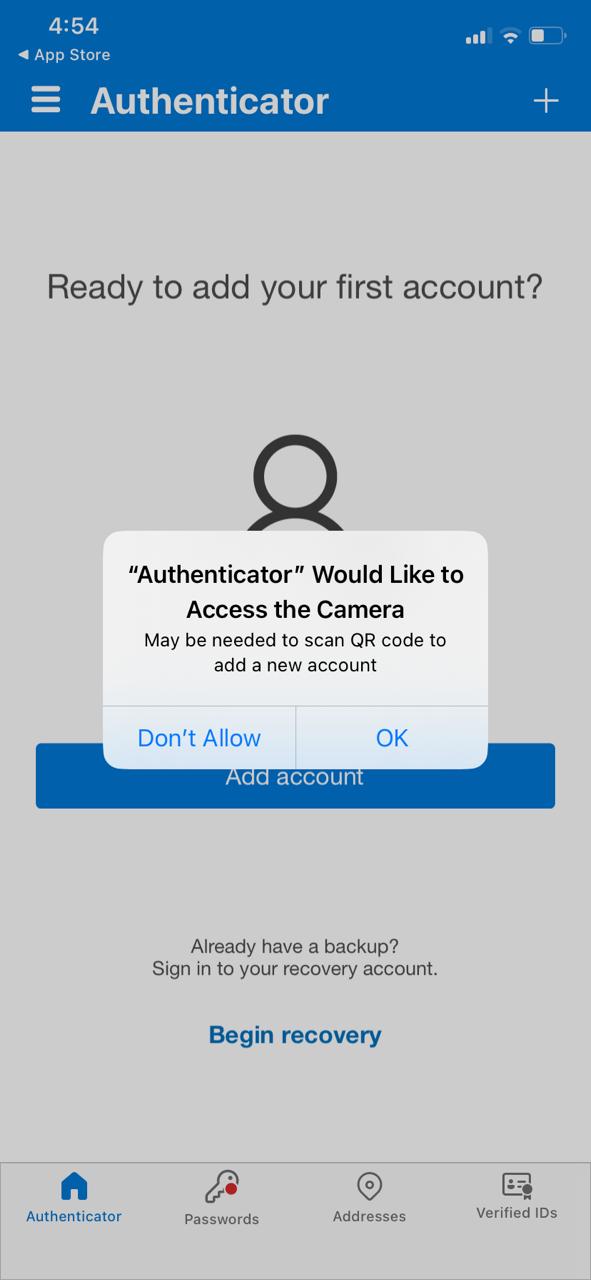 4:54
◀ App Store
Authenticator
Ready to add your first account?
“Authenticator” Would Like to
Access the Camera
May be needed to scan QR code to
add a new account
Don’t Allow
OK
Add account
Already have a backup?
Sign in to your recovery account.
Begin recovery
Authenticator
Passwords
Addresses
Verified IDs